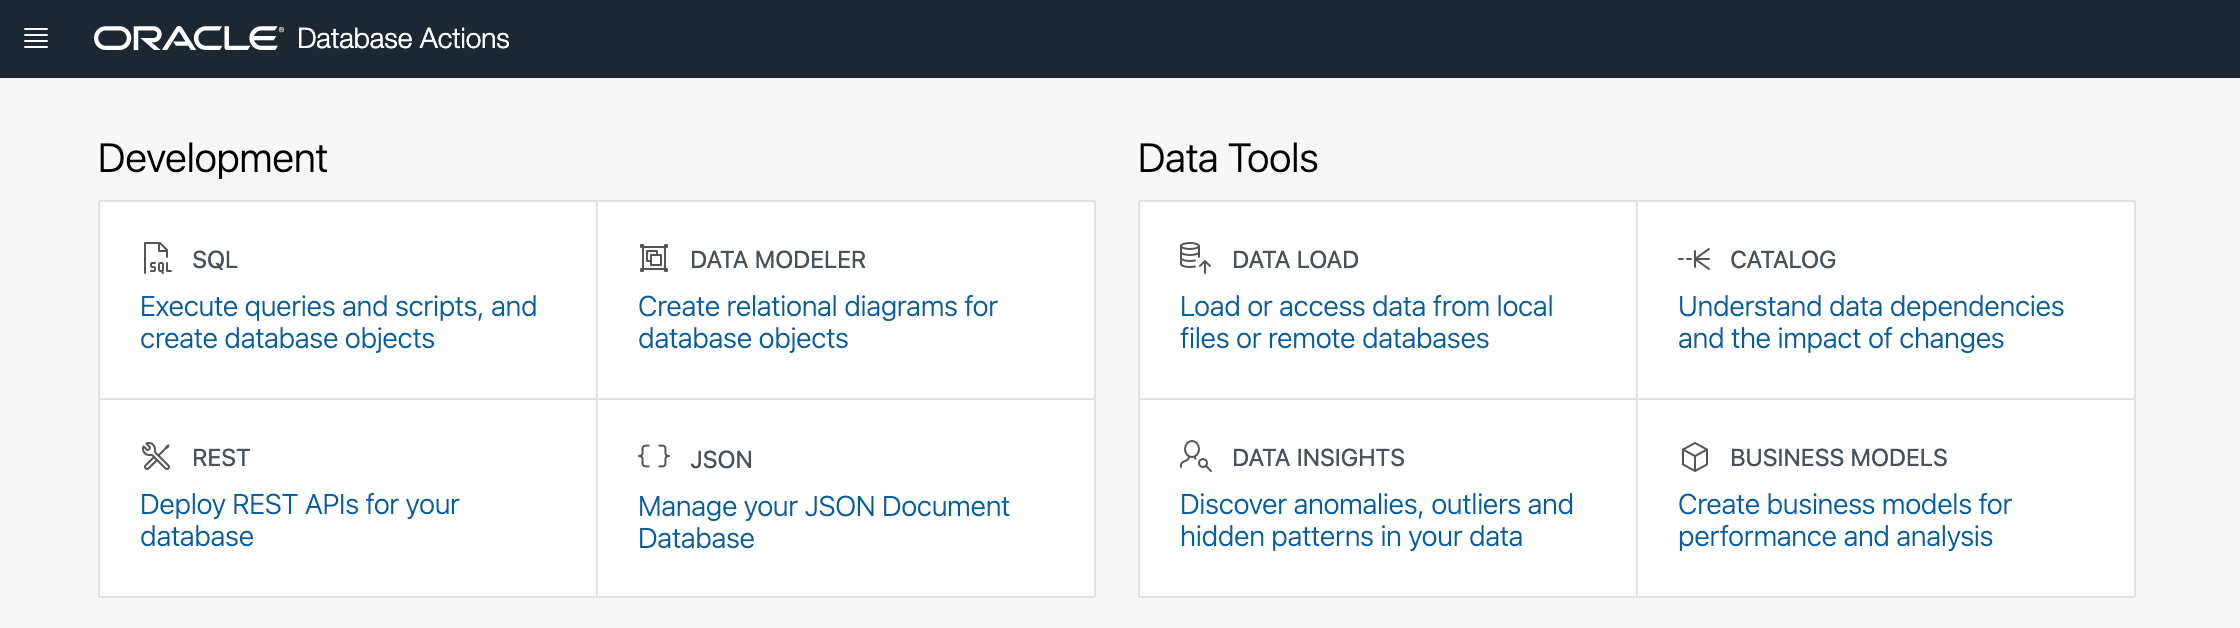 ORACLE® Database Actions
Development
SQL
Execute queries and scripts, and
create database objects
DATA MODELER
Create relational diagrams for
database objects
REST
Deploy REST APIs for your
database
{ } JSON
Manage your JSON Document
Database
Data Tools
DATA LOAD
Load or access data from local
files or remote databases
CATALOG
Understand data dependencies
and the impact of changes
DATA INSIGHTS
Discover anomalies, outliers and
hidden patterns in your data
BUSINESS MODELS
Create business models for
performance and analysis